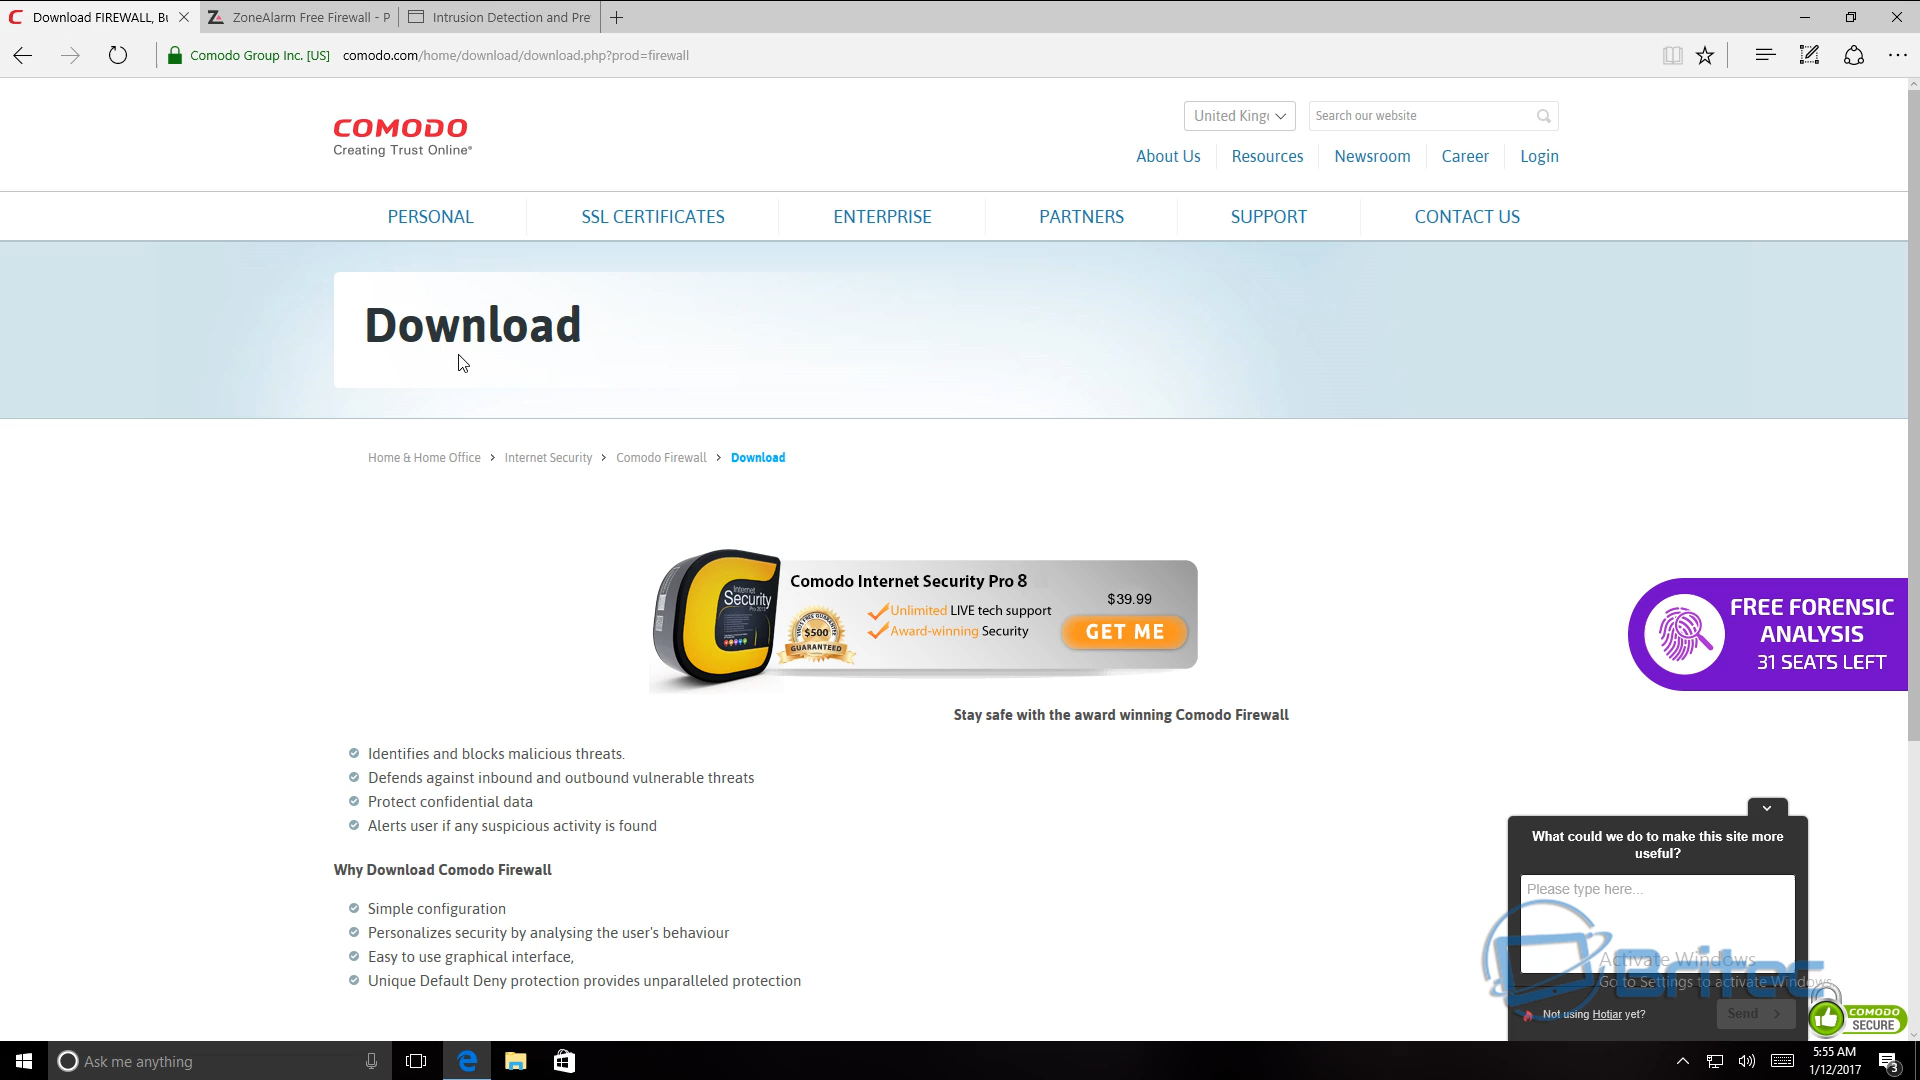 Download FIREWALL, Bu
ZoneAlarm Free Firewall - P
Intrusion Detection and Pre
Comodo Group Inc. [US]
comodo.com/home/download/download.php?prod=firewall
COMODO
Creating Trust Online®
United King
Search our website
About Us
Resources
Newsroom
Career
Login
PERSONAL
SSL CERTIFICATES
ENTERPRISE
PARTNERS
SUPPORT
CONTACT US
Download
Home & Home Office > Internet Security > Comodo Firewall > Download
Internet
Security
Comodo Internet Security Pro 8
Unlimited LIVE tech support
Award-winning Security
$500
GUARANTEED
$39.99
GET ME
FREE FORENSIC
ANALYSIS
31 SEATS LEFT
Stay safe with the award winning Comodo Firewall
Identifies and blocks malicious threats.
Defends against inbound and outbound vulnerable threats
Protect confidential data
Alerts user if any suspicious activity is found
Why Download Comodo Firewall
Simple configuration
Personalizes security by analysing the user's behaviour
Easy to use graphical interface,
Unique Default Deny protection provides unparalleled protection
What could we do to make this site more
useful?
Please type here...
Activate Windows
Go to Settings to activate Windows.
Britec
Not using Hotjar yet?
Send
COMODO
SECURE
Ask me anything
5:55 AM
1/12/2017
3